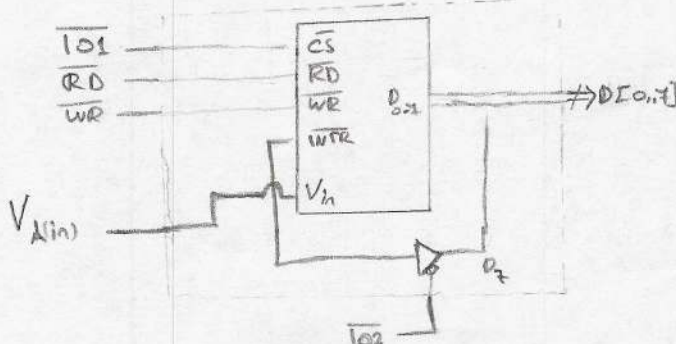 IO1
RD
WR
CS
RD
WR
INTR
Vin
D0..7
D[0..7]
VA(in)
D7
IO2